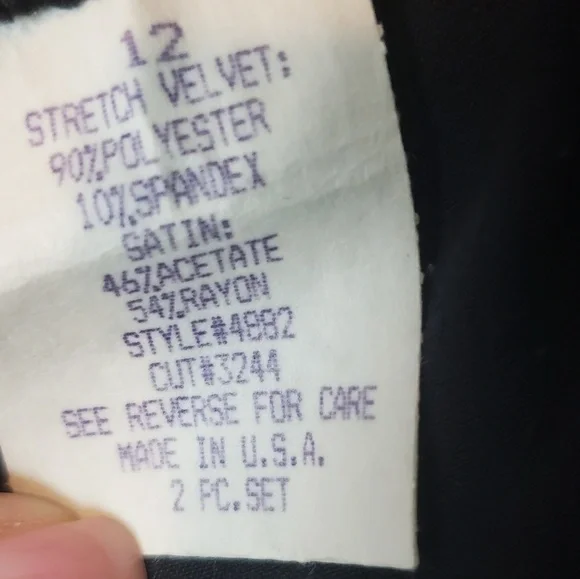 12
STRETCH VELVET:
90%POLYESTER
10%SPANDEX
SATIN:
46%ACETATE
54%RAYON
STYLE#4982
CUT#3244
SEE REVERSE FOR CARE
MADE IN U.S.A.
2 PC.SET